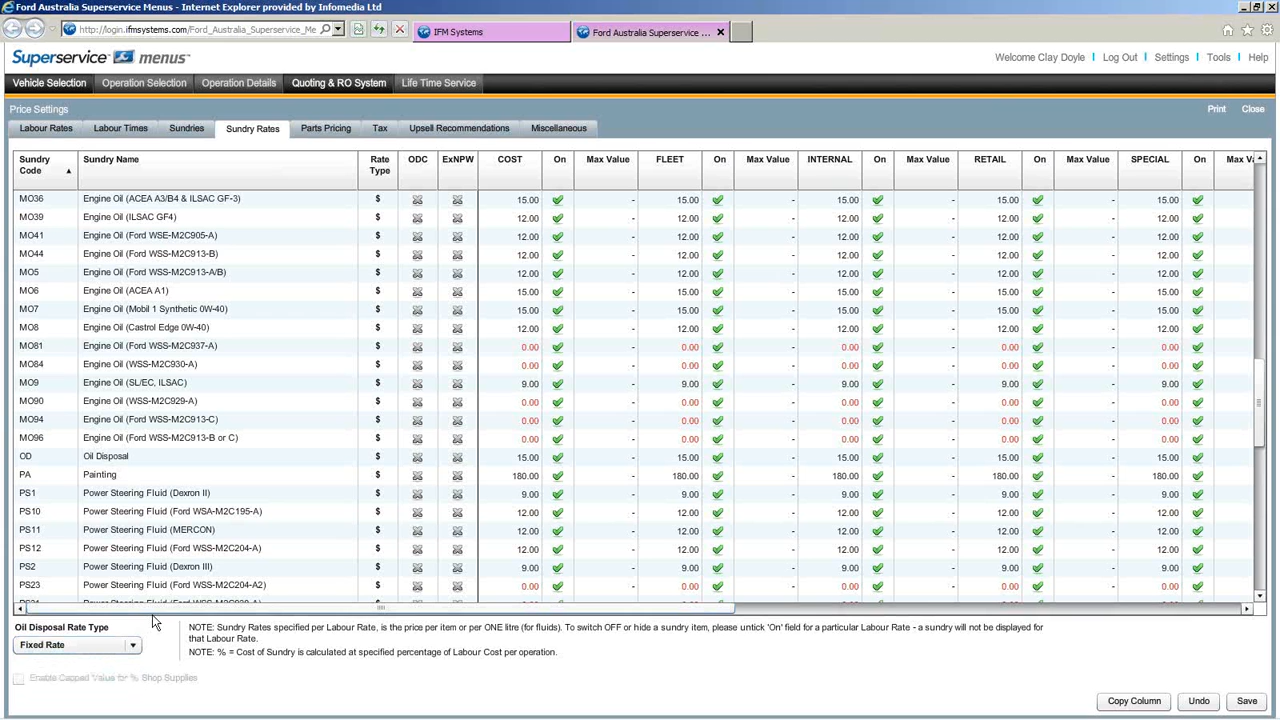 Ford Australia Superservice Menus - Internet Explorer provided by Infomedia Ltd
http://login.ifmsystems.com/Ford_Australia_Superservice_Me
IFM Systems
Ford Australia Superservice ...
Superservice menus
Welcome Clay Doyle | Log Out | Settings | Tools | Help
Vehicle Selection Operation Selection Operation Details Quoting & RO System Life Time Service
Price Settings Print Close
Labour Rates Labour Times Sundries Sundry Rates Parts Pricing Tax Upsell Recommendations Miscellaneous
Sundry Code Sundry Name Rate Type ODC ExNPW COST On Max Value FLEET On Max Value INTERNAL On Max Value RETAIL On Max Value SPECIAL On Max Va
MO36 Engine Oil (ACEA A3/B4 & ILSAC GF-3) $ 15.00 - 15.00 - 15.00 - 15.00 - 15.00
MO39 Engine Oil (ILSAC GF4) $ 12.00 - 12.00 - 12.00 - 12.00 - 12.00
MO41 Engine Oil (Ford WSE-M2C905-A) $ 12.00 - 12.00 - 12.00 - 12.00 - 12.00
MO44 Engine Oil (Ford WSS-M2C913-B) $ 12.00 - 12.00 - 12.00 - 12.00 - 12.00
MO5 Engine Oil (Ford WSS-M2C913-A/B) $ 12.00 - 12.00 - 12.00 - 12.00 - 12.00
MO6 Engine Oil (ACEA A1) $ 15.00 - 15.00 - 15.00 - 15.00 - 15.00
MO7 Engine Oil (Mobil 1 Synthetic 0W-40) $ 15.00 - 15.00 - 15.00 - 15.00 - 15.00
MO8 Engine Oil (Castrol Edge 0W-40) $ 12.00 - 12.00 - 12.00 - 12.00 - 12.00
MO81 Engine Oil (Ford WSS-M2C937-A) $ 0.00 - 0.00 - 0.00 - 0.00 - 0.00
MO84 Engine Oil (WSS-M2C930-A) $ 0.00 - 0.00 - 0.00 - 0.00 - 0.00
MO9 Engine Oil (SL/EC, ILSAC) $ 9.00 - 9.00 - 9.00 - 9.00 - 9.00
MO90 Engine Oil (WSS-M2C929-A) $ 0.00 - 0.00 - 0.00 - 0.00 - 0.00
MO94 Engine Oil (Ford WSS-M2C913-C) $ 0.00 - 0.00 - 0.00 - 0.00 - 0.00
MO96 Engine Oil (Ford WSS-M2C913-B or C) $ 0.00 - 0.00 - 0.00 - 0.00 - 0.00
OD Oil Disposal $ 15.00 - 15.00 - 15.00 - 15.00 - 15.00
PA Painting $ 180.00 - 180.00 - 180.00 - 180.00 - 180.00
PS1 Power Steering Fluid (Dexron II) $ 9.00 - 9.00 - 9.00 - 9.00 - 9.00
PS10 Power Steering Fluid (Ford WSA-M2C195-A) $ 12.00 - 12.00 - 12.00 - 12.00 - 12.00
PS11 Power Steering Fluid (MERCON) $ 12.00 - 12.00 - 12.00 - 12.00 - 12.00
PS12 Power Steering Fluid (Ford WSS-M2C204-A) $ 12.00 - 12.00 - 12.00 - 12.00 - 12.00
PS2 Power Steering Fluid (Dexron III) $ 9.00 - 9.00 - 9.00 - 9.00 - 9.00
PS23 Power Steering Fluid (Ford WSS-M2C204-A2) $ 0.00 - 0.00 - 0.00 - 0.00 - 0.00
Oil Disposal Rate Type
Fixed Rate
NOTE: Sundry Rates specified per Labour Rate, is the price per item or per ONE litre (for fluids). To switch OFF or hide a sundry item, please untick 'On' field for a particular Labour Rate - a sundry will not be displayed for
that Labour Rate.
NOTE: % = Cost of Sundry is calculated at specified percentage of Labour Cost per operation.
Enable Capped Value for % Shop Supplies
Copy Column Undo Save